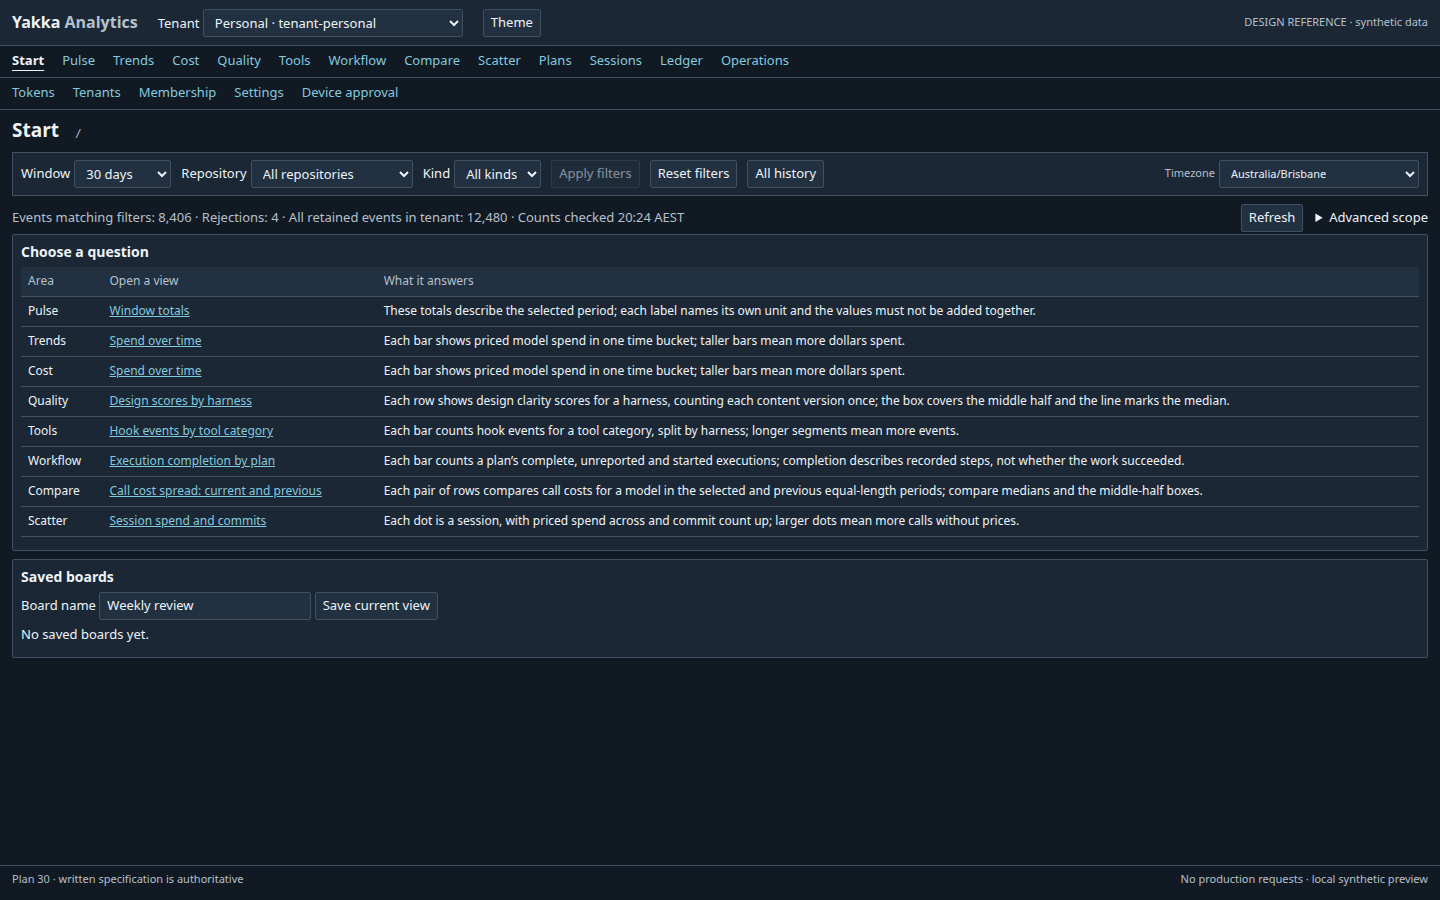 Yakka Analytics Tenant Personal · tenant-personal Theme DESIGN REFERENCE · synthetic data
Start Pulse Trends Cost Quality Tools Workflow Compare Scatter Plans Sessions Ledger Operations
Tokens Tenants Membership Settings Device approval
Start /
Window 30 days Repository All repositories Kind All kinds Apply filters Reset filters All history Timezone Australia/Brisbane
Events matching filters: 8,406 · Rejections: 4 · All retained events in tenant: 12,480 · Counts checked 20:24 AEST Refresh Advanced scope
Choose a question
Area Open a view What it answers
Pulse Window totals These totals describe the selected period; each label names its own unit and the values must not be added together.
Trends Spend over time Each bar shows priced model spend in one time bucket; taller bars mean more dollars spent.
Cost Spend over time Each bar shows priced model spend in one time bucket; taller bars mean more dollars spent.
Quality Design scores by harness Each row shows design clarity scores for a harness, counting each content version once; the box covers the middle half and the line marks the median.
Tools Hook events by tool category Each bar counts hook events for a tool category, split by harness; longer segments mean more events.
Workflow Execution completion by plan Each bar counts a plan’s complete, unreported and started executions; completion describes recorded steps, not whether the work succeeded.
Compare Call cost spread: current and previous Each pair of rows compares call costs for a model in the selected and previous equal-length periods; compare medians and the middle-half boxes.
Scatter Session spend and commits Each dot is a session, with priced spend across and commit count up; larger dots mean more calls without prices.
Saved boards
Board name Weekly review Save current view
No saved boards yet.
Plan 30 · written specification is authoritative No production requests · local synthetic preview